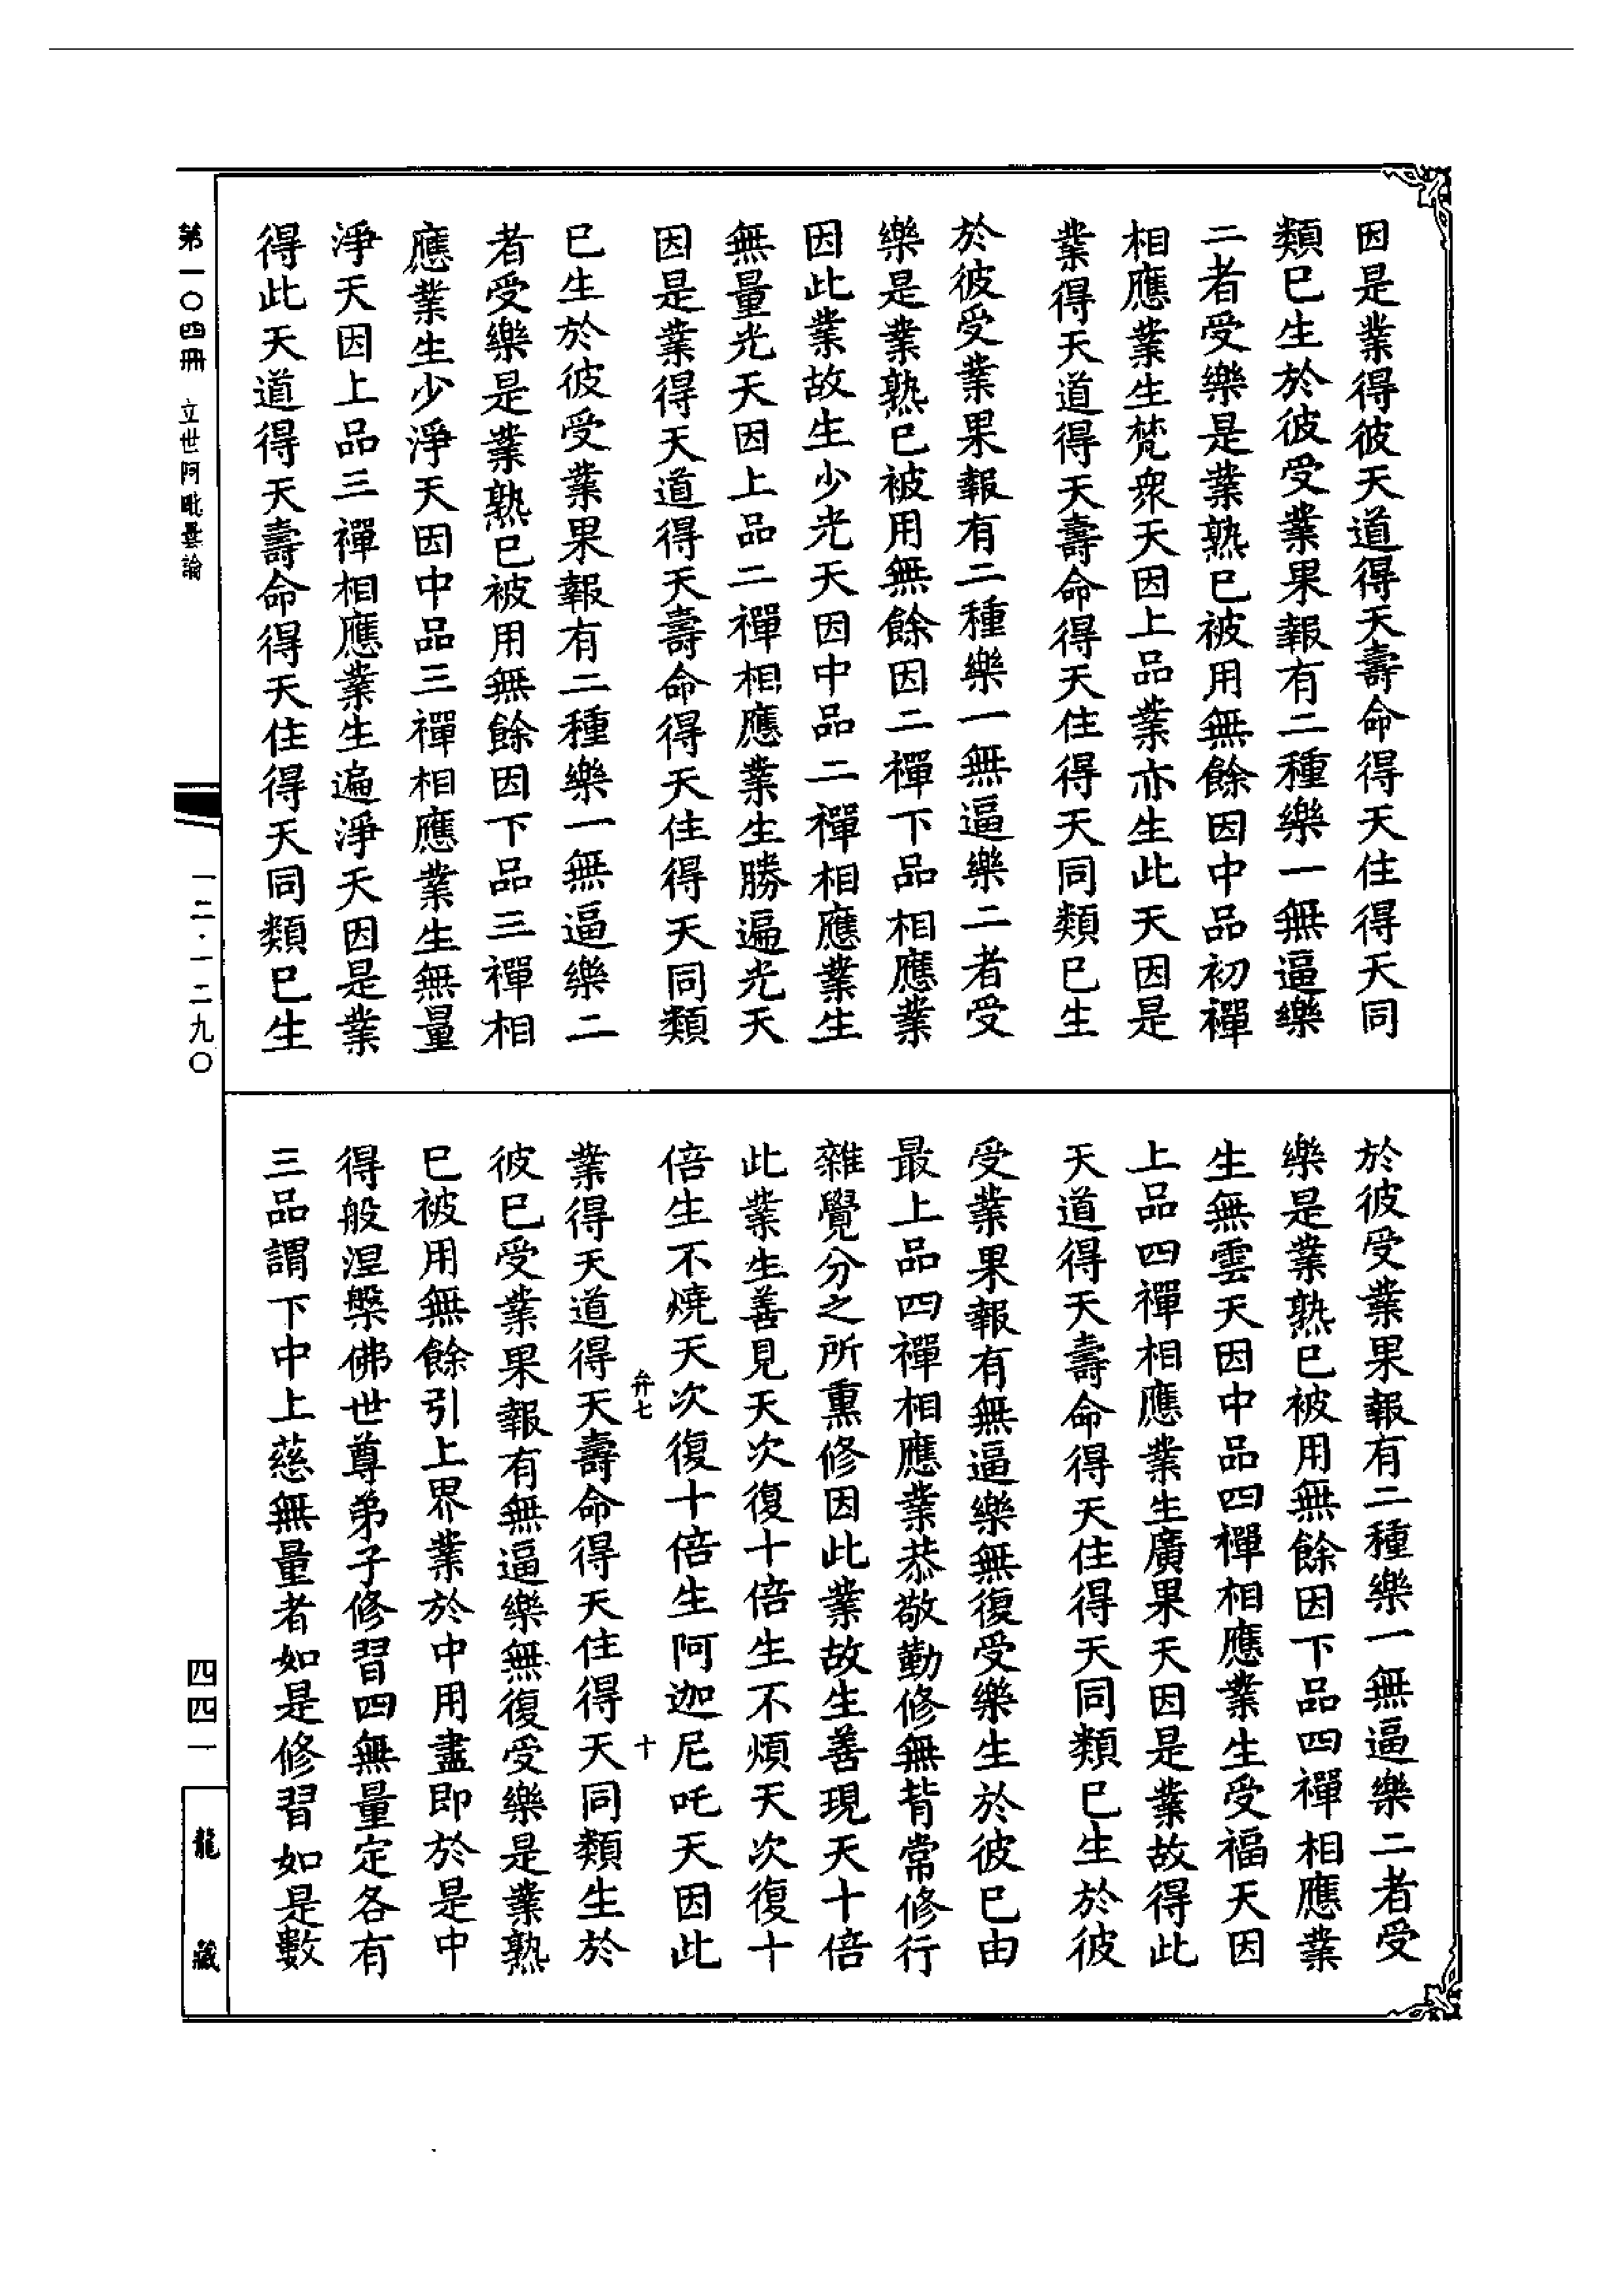 因是業得彼天道得天壽命得天住得天同
類巳生於彼受業果報有二種樂一無逼樂
二者受樂是業熟巳被用無餘因中品初禪
相應業生梵衆天因上品業亦生此天因是
業得天道得天壽命得天住得天同類巳生
於彼受業果報有二種樂一無逼樂二者受
樂是業熟巳被用無餘因二禪下品相應業
因此業故生少光天因中品二禪相應業生
無量光天因上品二禪相應業生勝遍光天
因是業得天道得天壽命得天住得天同類
巳生於彼受業果報有二種樂一無逼樂二
者受樂是業熟巳被用無餘因下品三禪相
應業生少淨天因中品三禪相應業生無量
淨天因上品三禪相應業生遍淨天因是業
得此天道得天壽命得天住得天同類巳生
於彼受業果報有二種樂一無逼樂二者受
樂是業熟巳被用無餘因下品四禪相應業
生無雲天因中品四禪相應業生受福天因
上品四禪相應業生廣果天因是業故得此
天道得天壽命得天住得天同類巳生於彼
受業果報有無逼樂無復受樂生於彼巳由
最上品四禪相應業恭敬勤修無背常修行
雜覺分之所熏修因此業故生善現天十倍
此業生善見天次復十倍生不煩天次復十
倍生不燒天次復十倍生阿迦尼吒天因此
弁七
十
業得天道得天壽命得天住得天同類生於
彼巳受業果報有無逼樂無復受樂是業熟
巳被用無餘引上界業於中用盡即於是中
得般涅槃佛世尊弟子修習四無量定各有
三品謂下中上慈無量者如是修習如是數
第一〇四冊 立世阿毗曇論
一二·一二九〇
四四一
龍藏